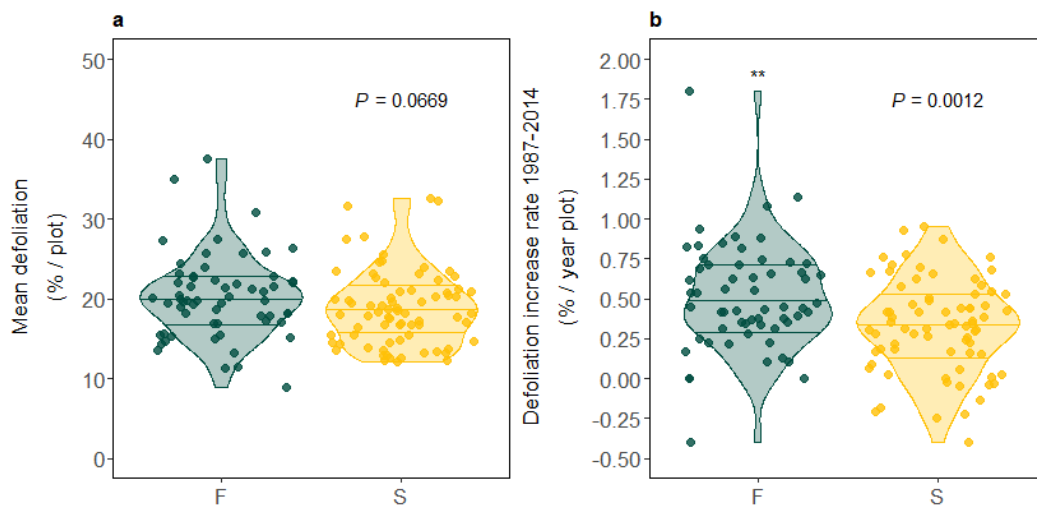 a
Mean defoliation
(% / plot)
50
40
30
20
10
0
P = 0.0669
F
S
b
Defoliation increase rate 1987-2014
(% / year plot)
2.00
1.75
1.50
1.25
1.00
0.75
0.50
0.25
0.00
-0.25
-0.50
**
P = 0.0012
F
S